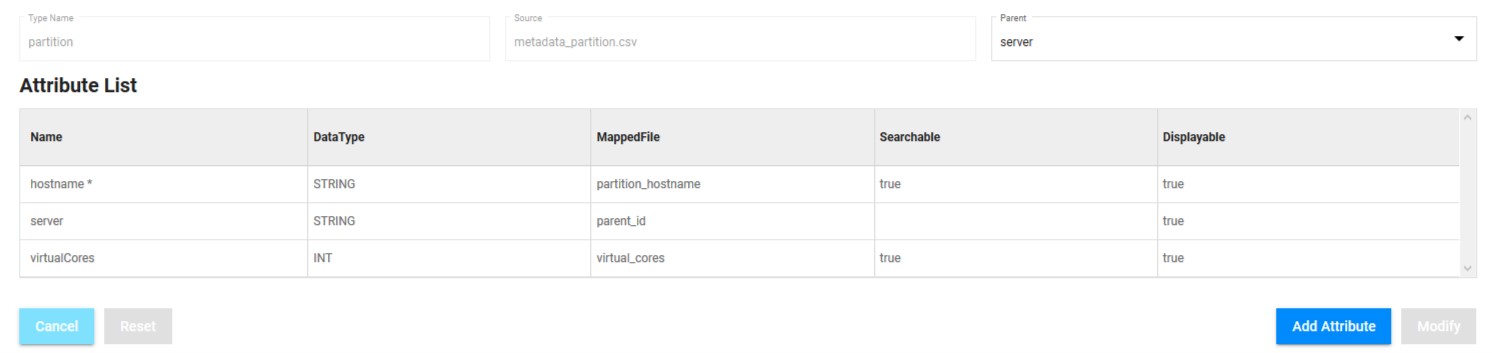 Type Name Source Parent
partition metadata_partition.csv server
Attribute List
Name DataType MappedFile Searchable Displayable
hostname * STRING partition_hostname true true
server STRING parent_id true
virtualCores INT virtual_cores true true
Cancel Reset Add Attribute Modify